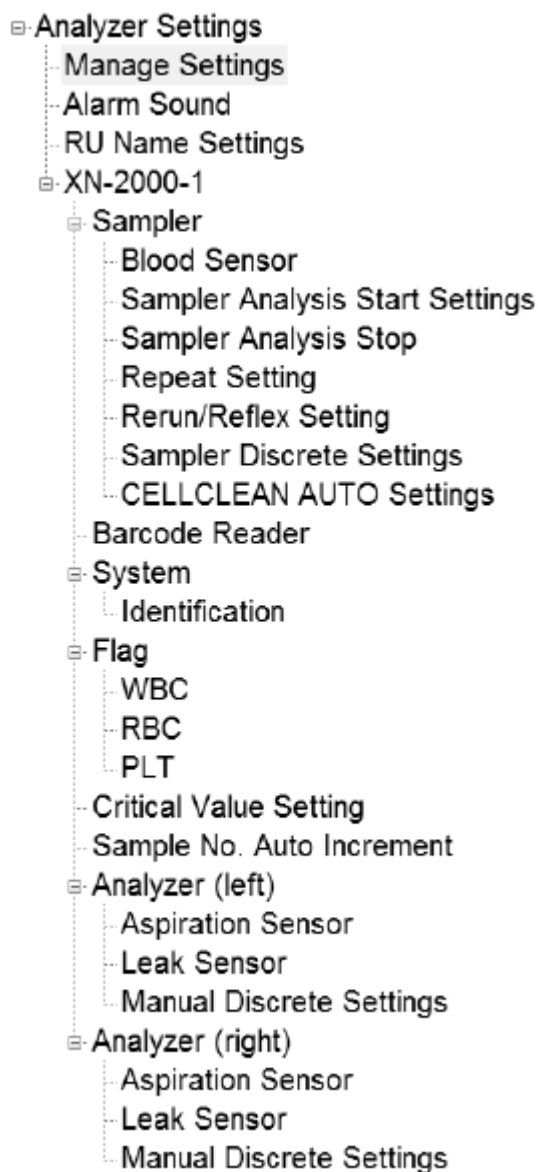 Analyzer Settings
Manage Settings
Alarm Sound
RU Name Settings
XN-2000-1
Sampler
Blood Sensor
Sampler Analysis Start Settings
Sampler Analysis Stop
Repeat Setting
Rerun/Reflex Setting
Sampler Discrete Settings
CELLCLEAN AUTO Settings
Barcode Reader
System
Identification
Flag
WBC
RBC
PLT
Critical Value Setting
Sample No. Auto Increment
Analyzer (left)
Aspiration Sensor
Leak Sensor
Manual Discrete Settings
Analyzer (right)
Aspiration Sensor
Leak Sensor
Manual Discrete Settings